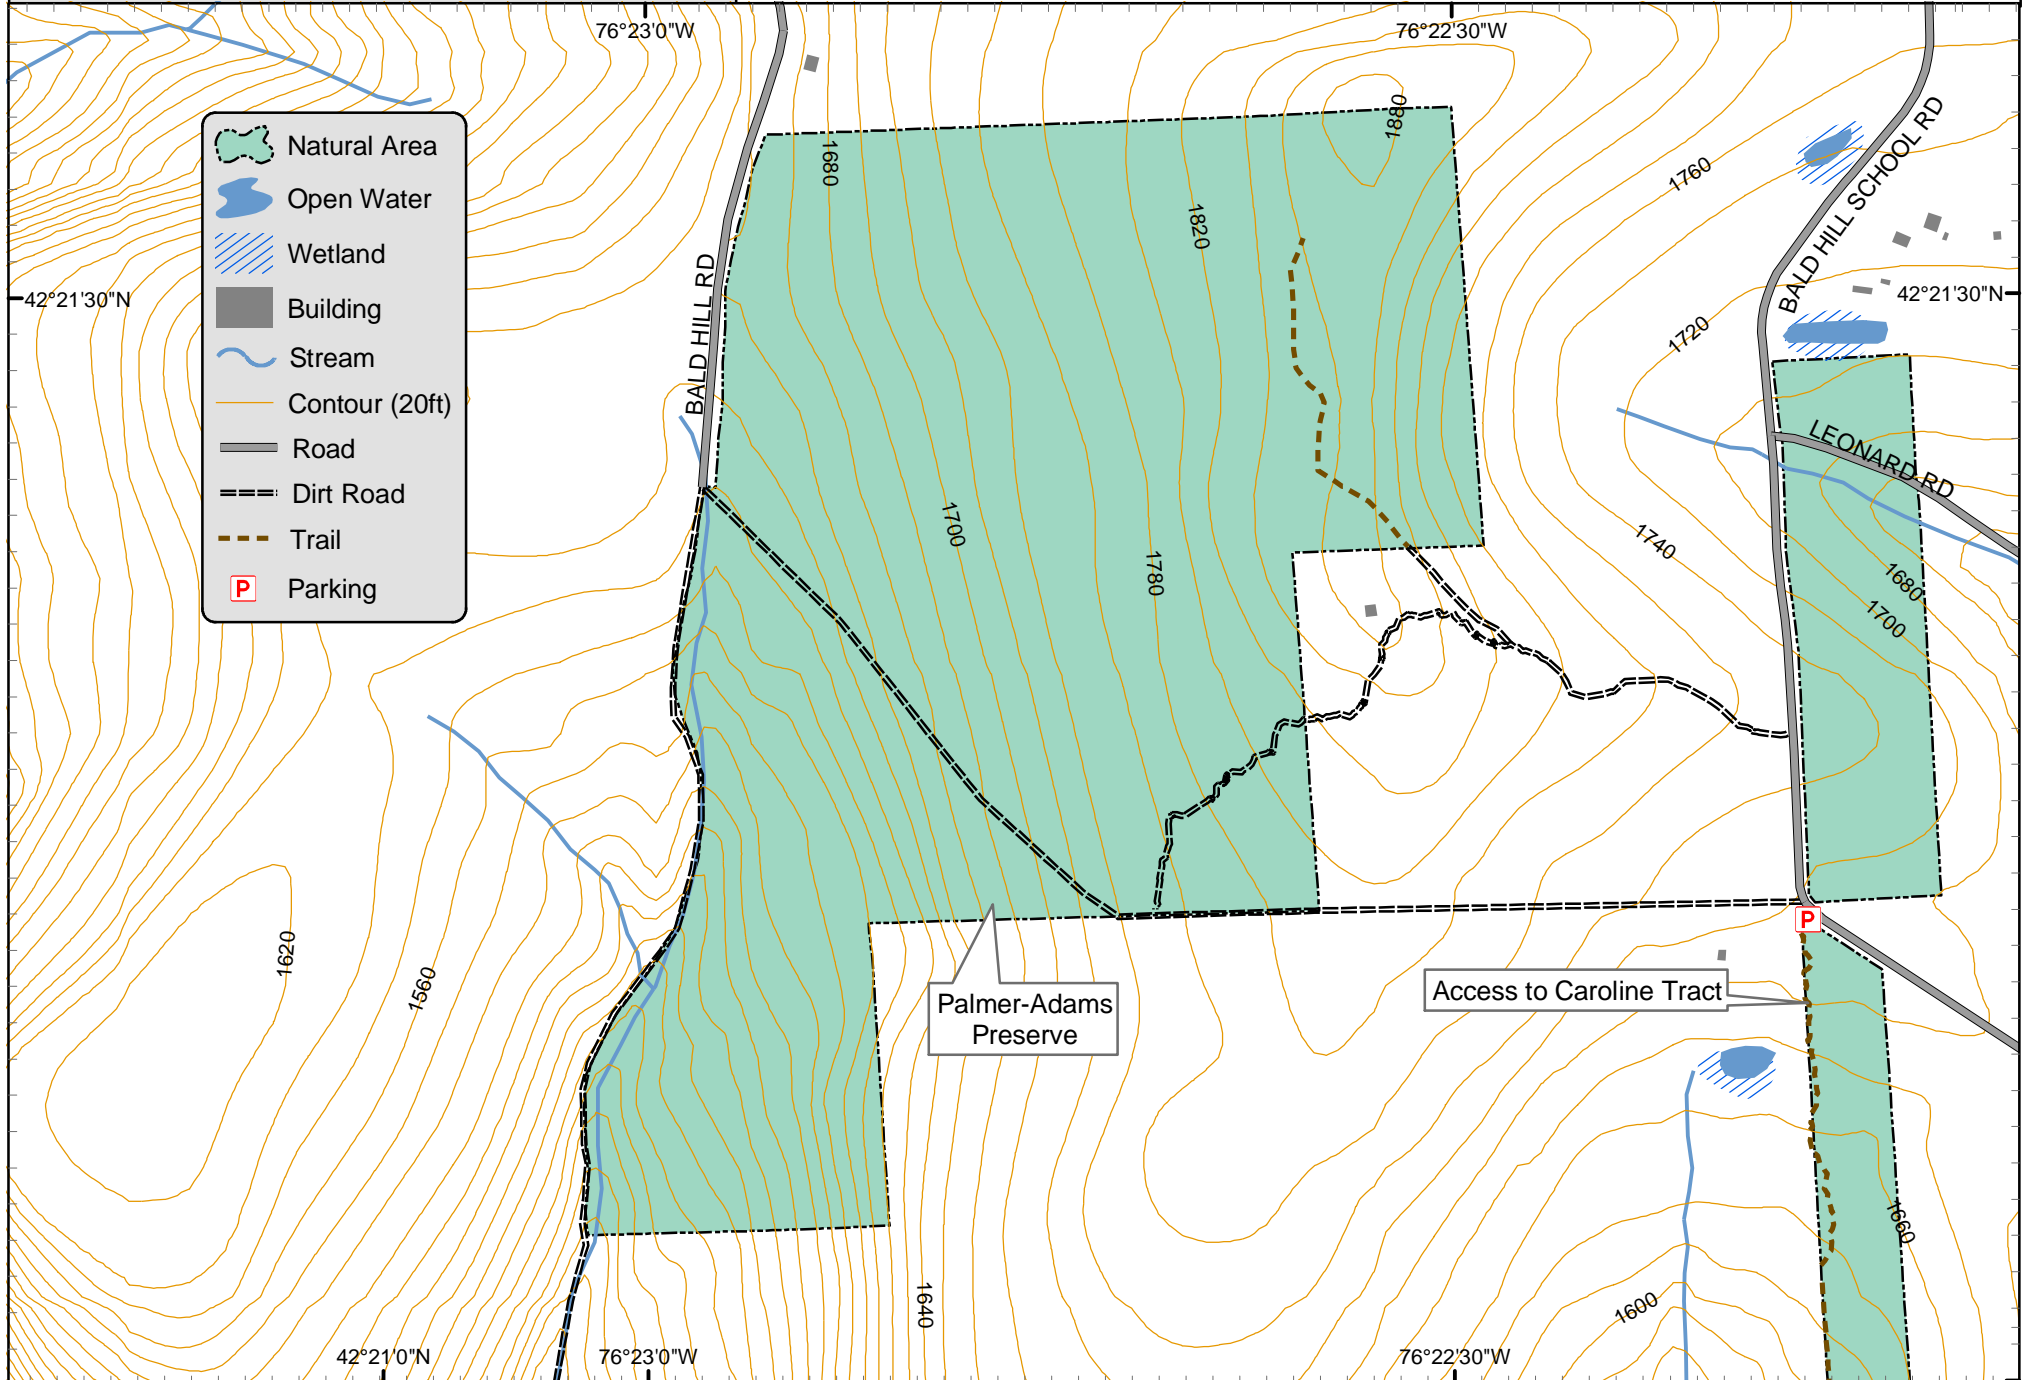 76°23'0"W
76°22'30"W
1880
BALD HILL SCHOOL RD
Natural Area
1680
1760
Open Water
1820
Wetland
BALD HILL RD
42°21'30"N
42°21'30"N
Building
1720
Stream
Contour (20ft)
Road
LEONARD RD
Dirt Road
1700
Trail
1740
1780
Parking
P
1680
1700
P
1620
1560
Palmer-Adams
Preserve
Access to Caroline Tract
1660
1640
1600
42°21'0"N
76°23'0"W
76°22'30"W